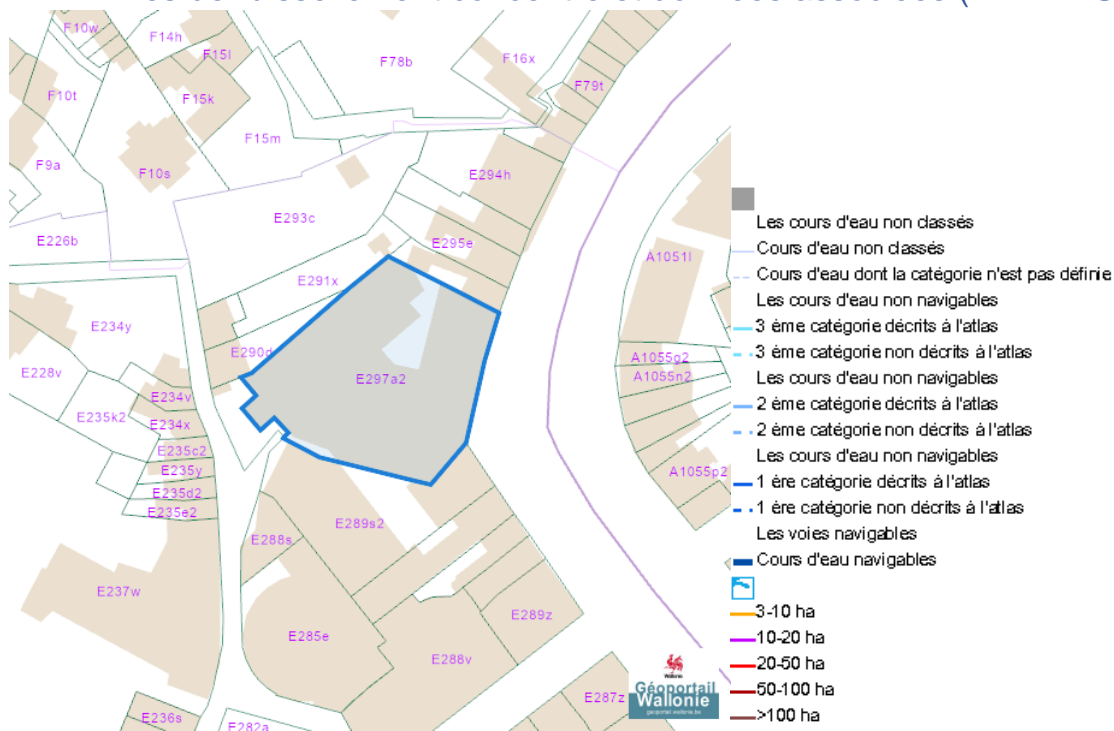 F10w
F14h
F15l
F78b
F16x
F79t
F10t
F15k
F15m
F9a
F10s
E294h
E293c
E226b
E295e
A1051l
E291x
E234y
E290d
A1055g2
E228v
E297a2
A1055n2
E234v
E235k2
E234x
E235c2
E235y
A1055p2
E235d2
E235e2
E289s2
E288s
E237w
E289z
E285e
E288v
E287z
E236s
E282a
Wallonie
Géoportail
Wallonie
geoportail.wallonie.be
Les cours d'eau non classés
Cours d'eau non classés
Cours d'eau dont la catégorie n'est pas définie
Les cours d'eau non navigables
3 ème catégorie décrits à l'atlas
3 ème catégorie non décrits à l'atlas
Les cours d'eau non navigables
2 ème catégorie décrits à l'atlas
2 ème catégorie non décrits à l'atlas
Les cours d'eau non navigables
1 ère catégorie décrits à l'atlas
1 ère catégorie non décrits à l'atlas
Les voies navigables
Cours d'eau navigables
3-10 ha
10-20 ha
20-50 ha
50-100 ha
>100 ha